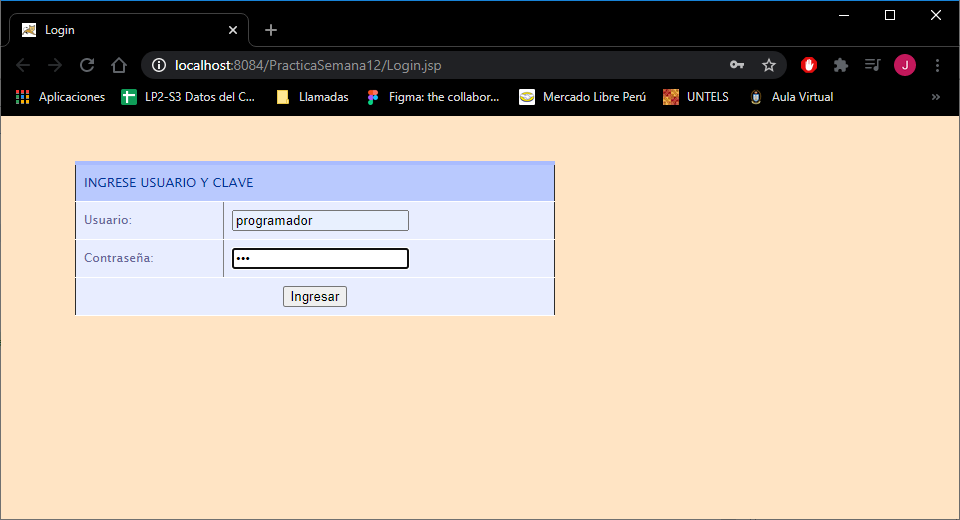 Login
localhost:8084/PracticaSemana12/Login.jsp
J
Aplicaciones LP2-S3 Datos del C... Llamadas Figma: the collabor... Mercado Libre Perú UNTELS Aula Virtual »
INGRESE USUARIO Y CLAVE
Usuario: programador
Contraseña: •••
Ingresar